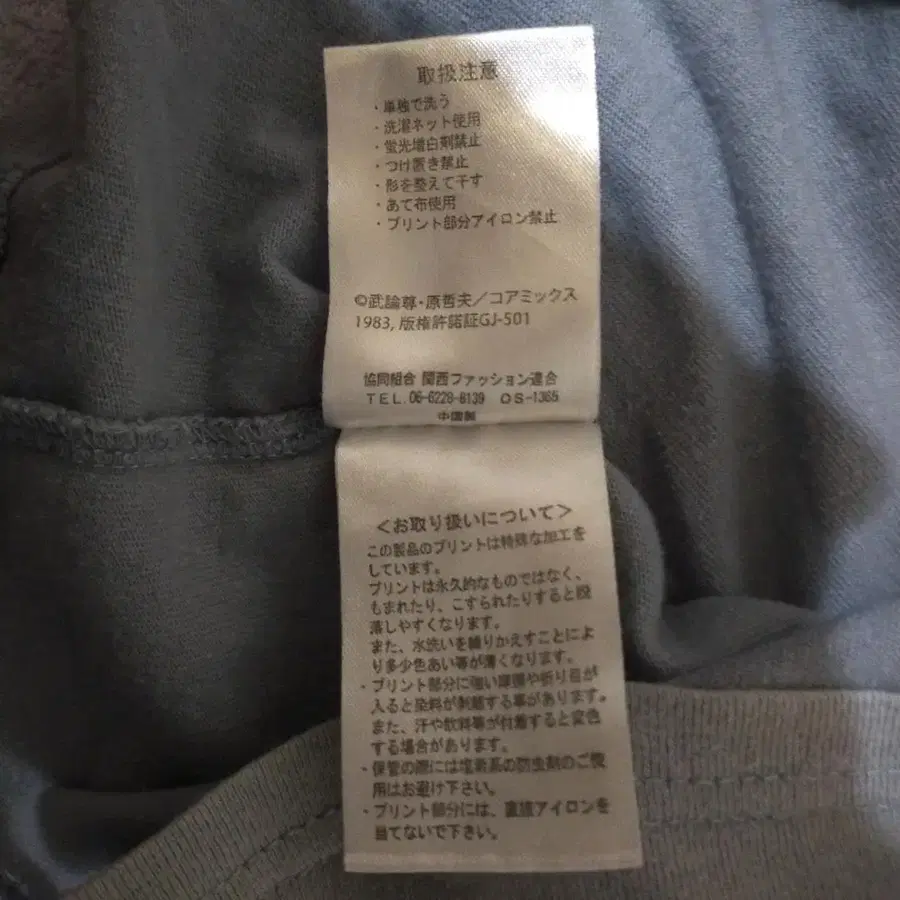 取扱注意
・単独で洗う
・洗濯ネット使用
・蛍光増白剤禁止
・つけ置き禁止
・形を整えて干す
・あて布使用
・プリント部分アイロン禁止
©武論尊・原哲夫／コアミックス
1983, 版権許諾証GJ-501
協同組合 関西ファッション連合
TEL. 06-6228-8139 OS-1365
中国製
＜お取り扱いについて＞
この製品のプリントは特殊な加工を
しています。
プリントは永久的なものではなく、
もまれたり、こすられたりすると脱
落しやすくなります。
また、水洗いを繰りかえすことによ
り多少色あい等が薄くなります。
・プリント部分に強い摩擦や折り目が
入ると染料が剥離する事があります。
また、汗や飲料等が付着すると変色
する場合があります。
・保管の際には塩素系の防虫剤のご使
用はお避け下さい。
・プリント部分には、直接アイロンを
当てないで下さい。